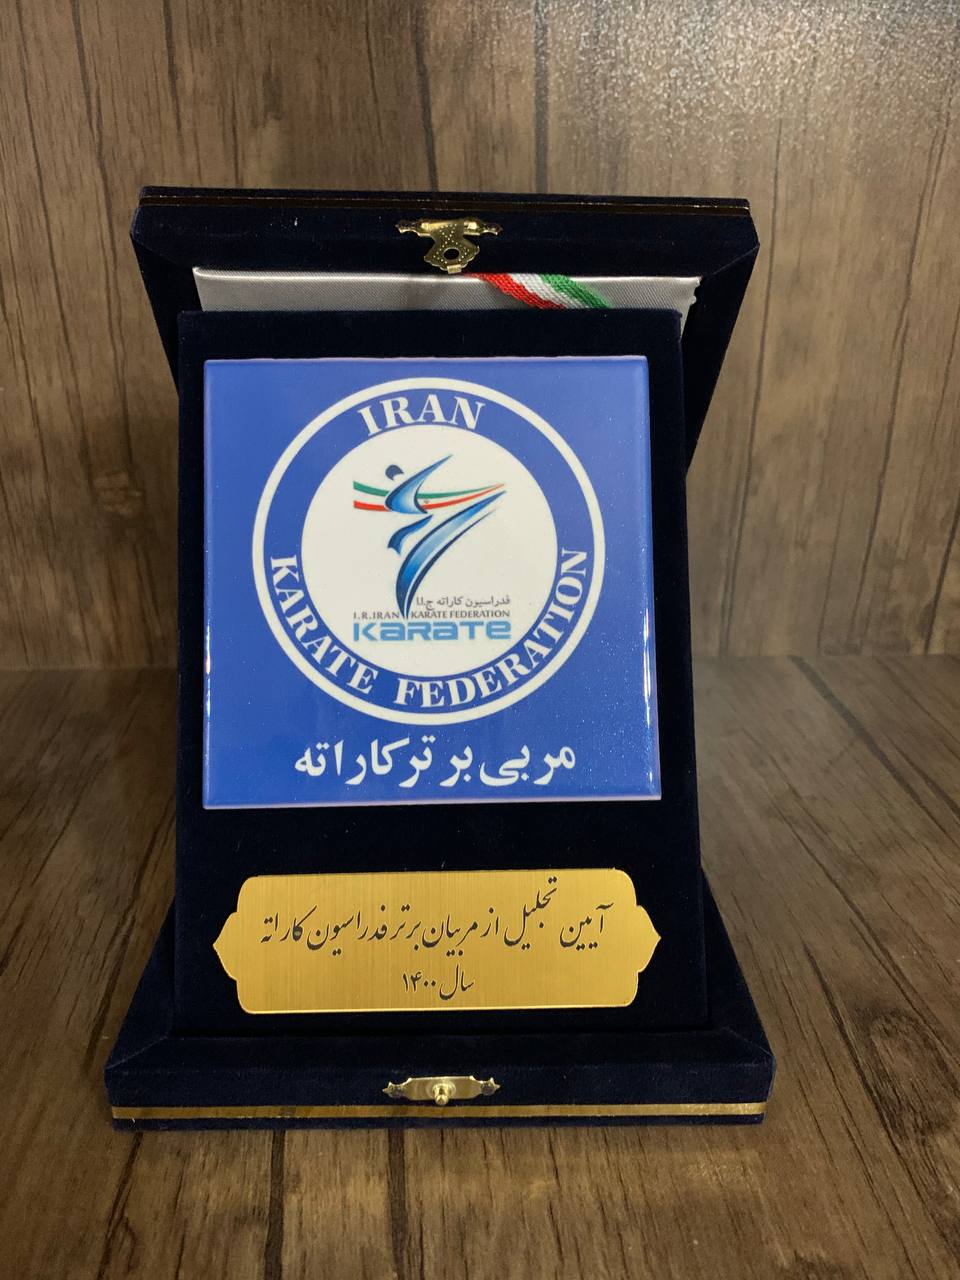 IRAN
KARATE FEDERATION
فدراسیون کاراته ج.ا.ا
I.R.IRAN KARATE FEDERATION
KARATE
مربی برتر کاراته
آیین تجلیل از مربیان برتر فدراسیون کاراته
سال ۱۴۰۰